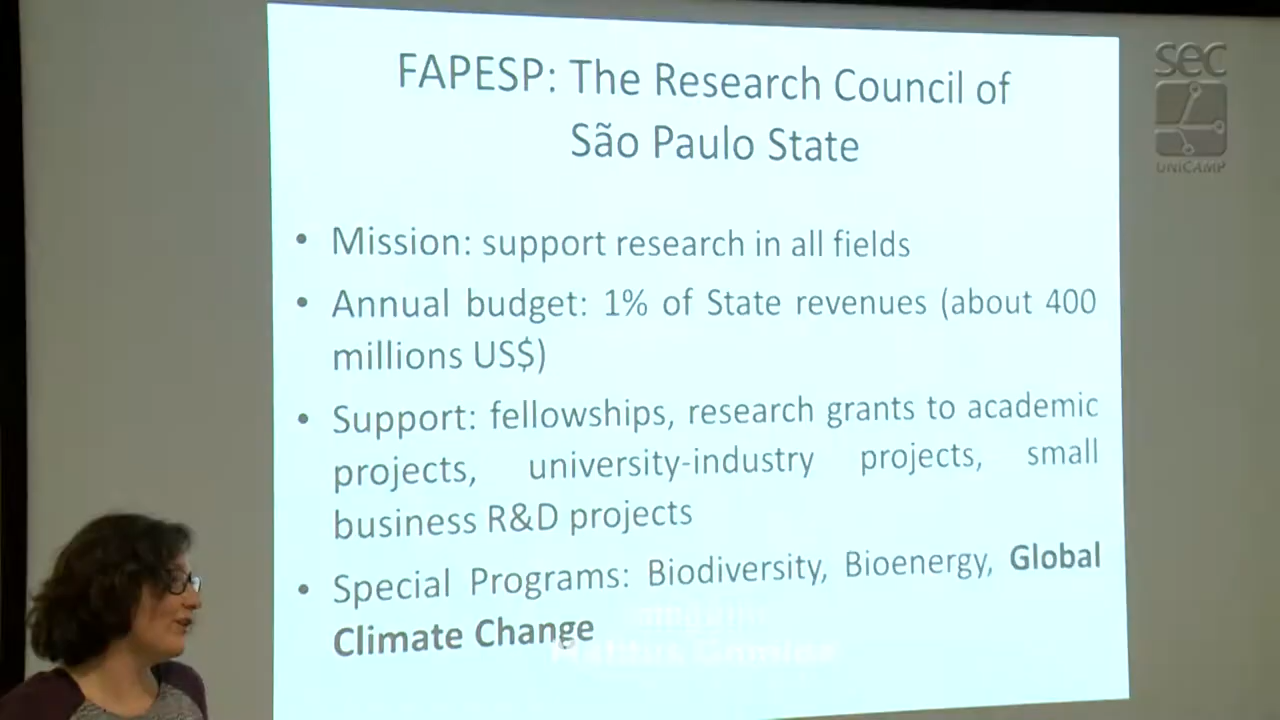 FAPESP: The Research Council of
São Paulo State
• Mission: support research in all fields
• Annual budget: 1% of State revenues (about 400
millions US$)
• Support: fellowships, research grants to academic
projects, university-industry projects, small
business R&D projects
• Special Programs: Biodiversity, Bioenergy, Global
Climate Change
sec
UNICAMP